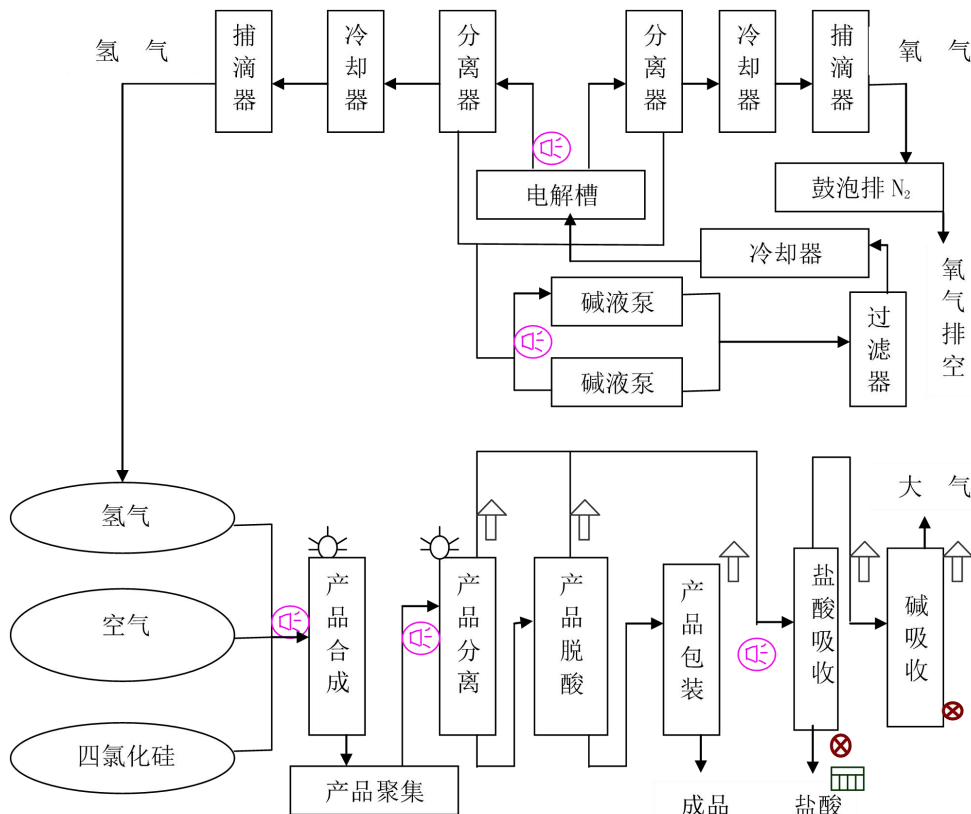 氢 气
捕滴器
冷却器
分离器
分离器
冷却器
捕滴器
氧 气
电解槽
鼓泡排 N₂
冷却器
氧气排空
碱液泡
过滤器
碱液泵
氢气
空气
四氯化硅
产品合成
产品聚集
产品分离
产品脱酸
产品包装
成品
盐酸吸收
盐酸
碱吸收
大 气